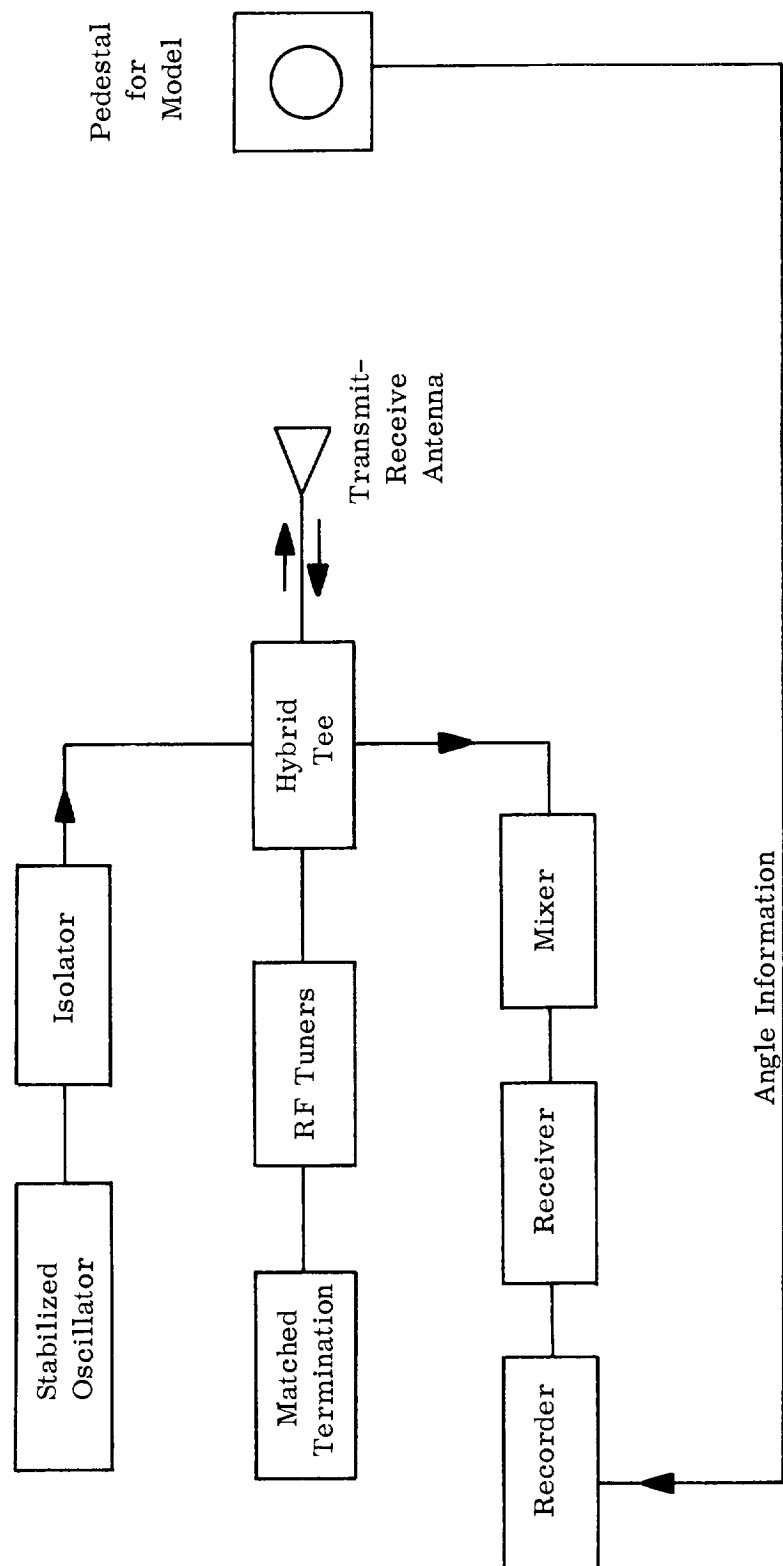 Stabilized
Oscillator
Isolator
Matched
Termination
RF Tuners
Hybrid
Tee
Transmit-
Receive
Antenna
Pedestal
for
Model
Recorder
Receiver
Mixer
Angle Information